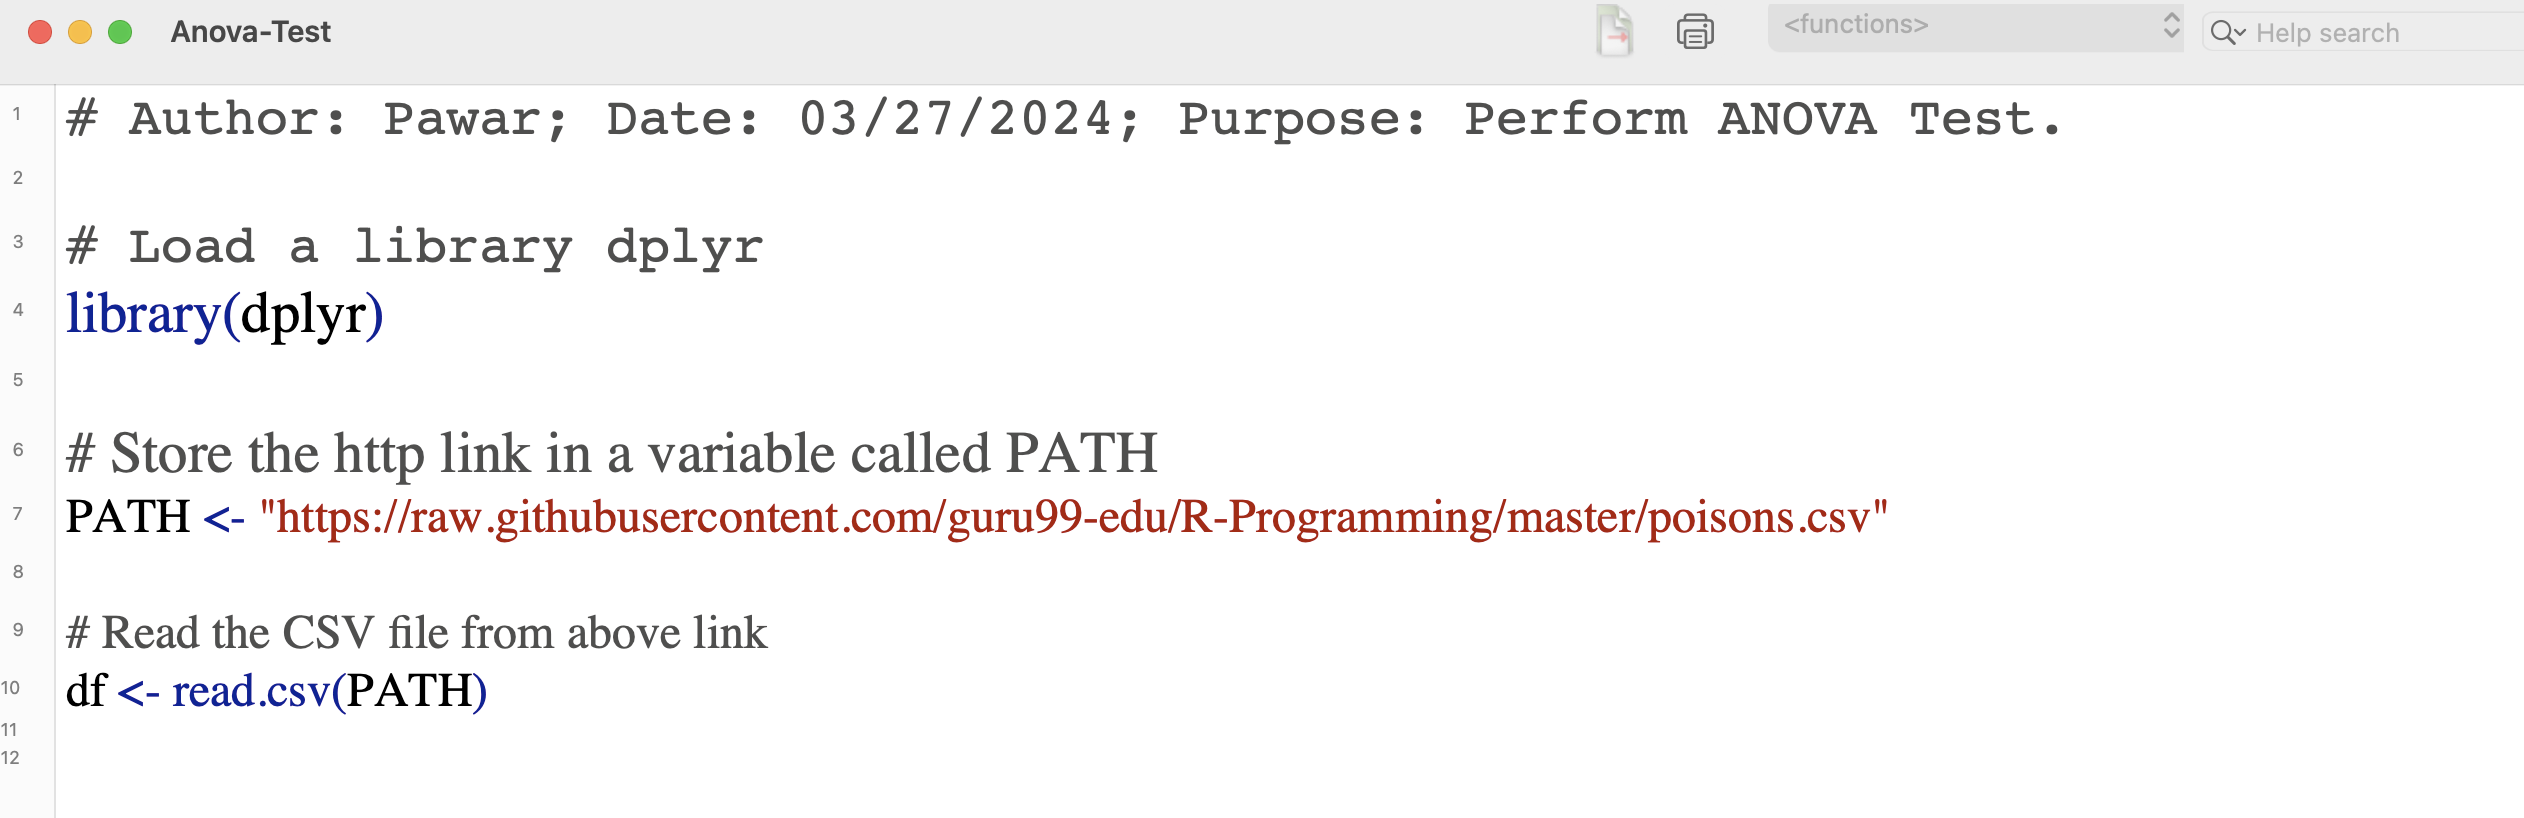 Anova-Test
<functions>
Help search
1 # Author: Pawar; Date: 03/27/2024; Purpose: Perform ANOVA Test.
2
3 # Load a library dplyr
4 library(dplyr)
5
6 # Store the http link in a variable called PATH
7 PATH <- "https://raw.githubusercontent.com/guru99-edu/R-Programming/master/poisons.csv"
8
9 # Read the CSV file from above link
10 df <- read.csv(PATH)
11
12